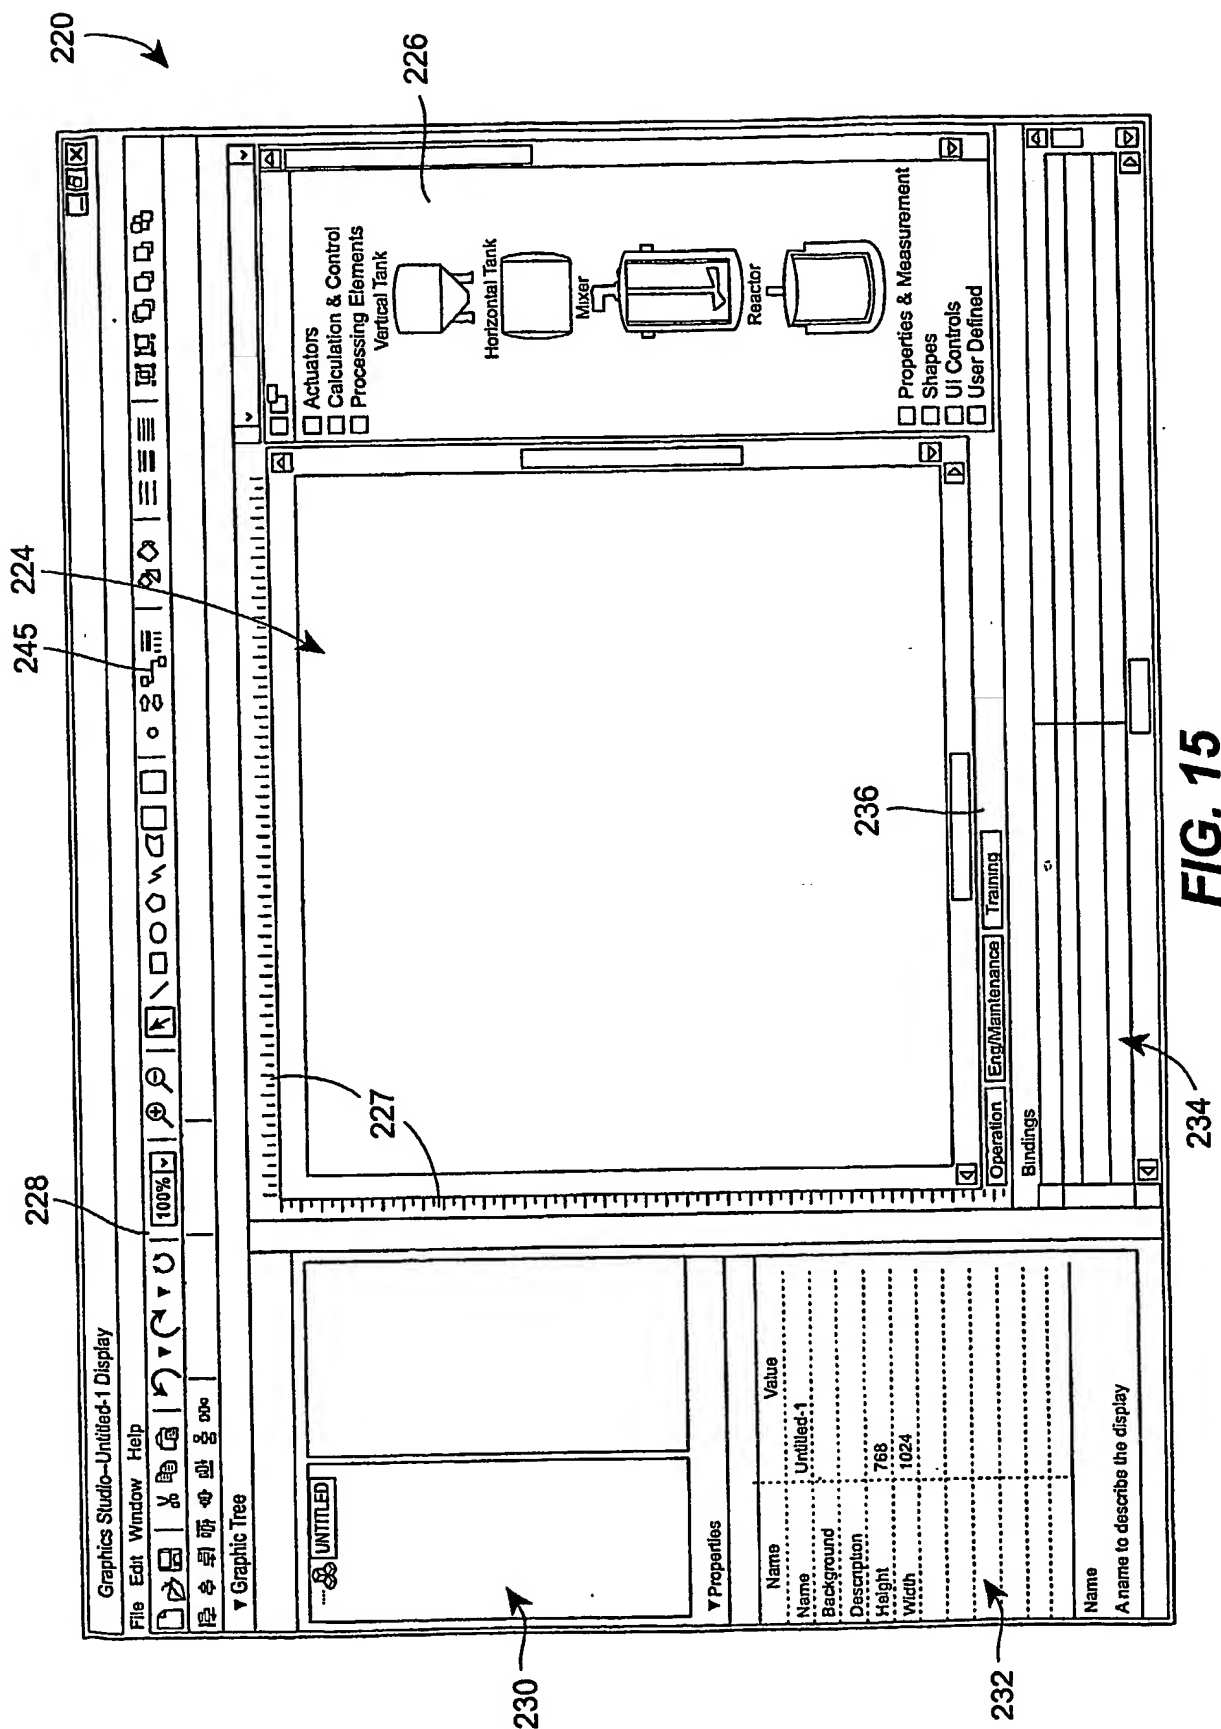 220
Graphics Studio–Untitled-1 Display
File Edit Window Help
228
100%
245
224
▾ Graphic Tree
UNTITLED
230
227
226
Actuators
Calculation & Control
Processing Elements
Vertical Tank
Horizontal Tank
Mixer
Reactor
Properties & Measurement
Shapes
UI Controls
User Defined
▾ Properties
Name Value
Name Untitled-1
Background
Description
Height 768
Width 1024
232
Name
A name to describe the display
236
Operation Eng/Maintenance Training
Bindings
234
FIG. 15